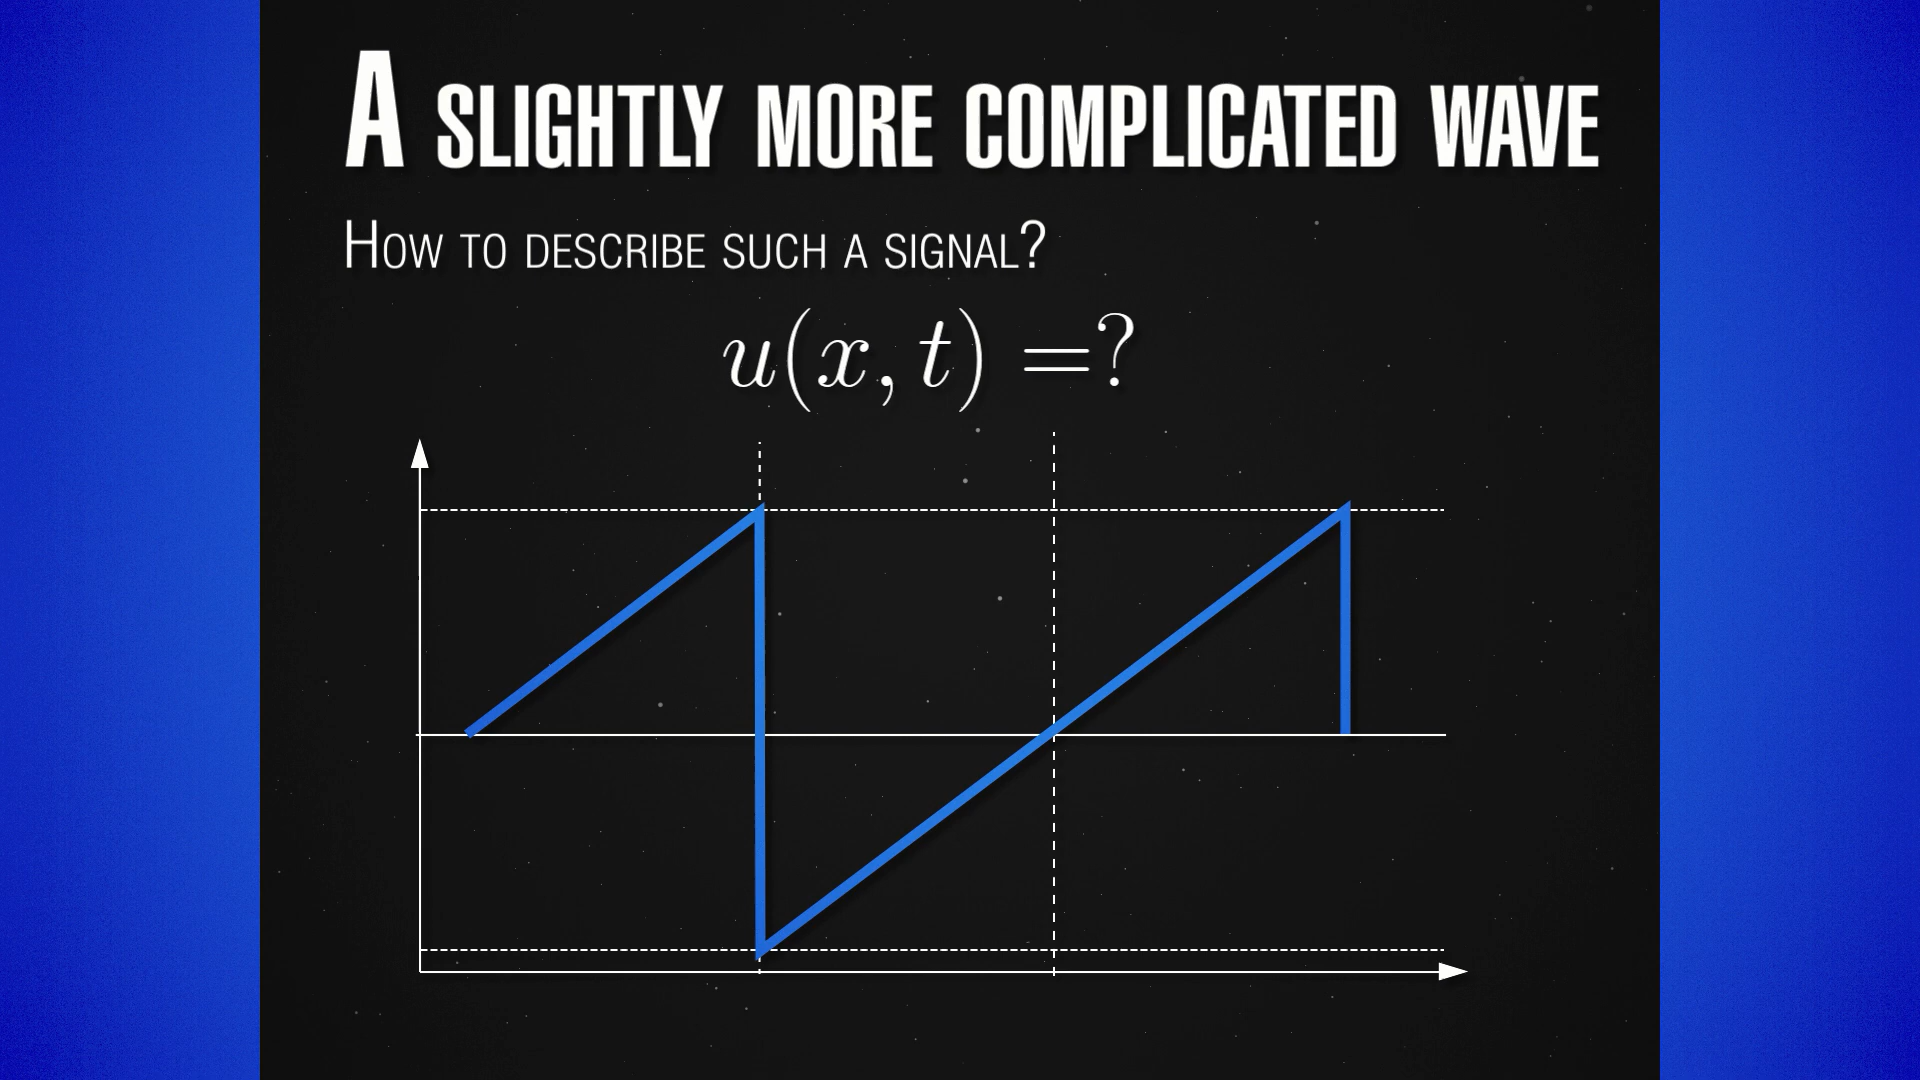 A SLIGHTLY MORE COMPLICATED WAVE
HOW TO DESCRIBE SUCH A SIGNAL?
u(x, t) =?